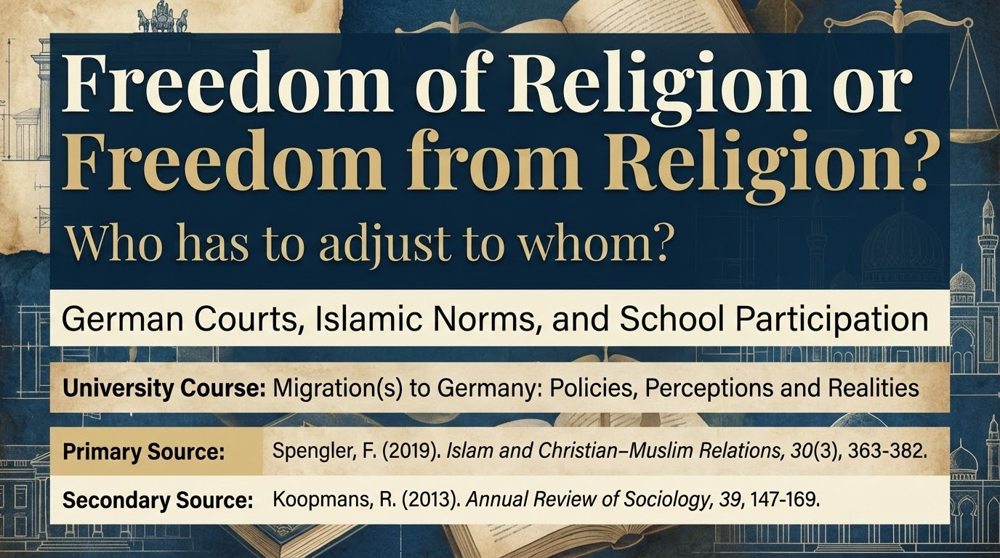 Freedom of Religion or
Freedom from Religion?
Who has to adjust to whom?
German Courts, Islamic Norms, and School Participation
University Course: Migration(s) to Germany: Policies, Perceptions and Realities
Primary Source: Spengler, F. (2019). Islam and Christian–Muslim Relations, 30(3), 363-382.
Secondary Source: Koopmans, R. (2013). Annual Review of Sociology, 39, 147-169.